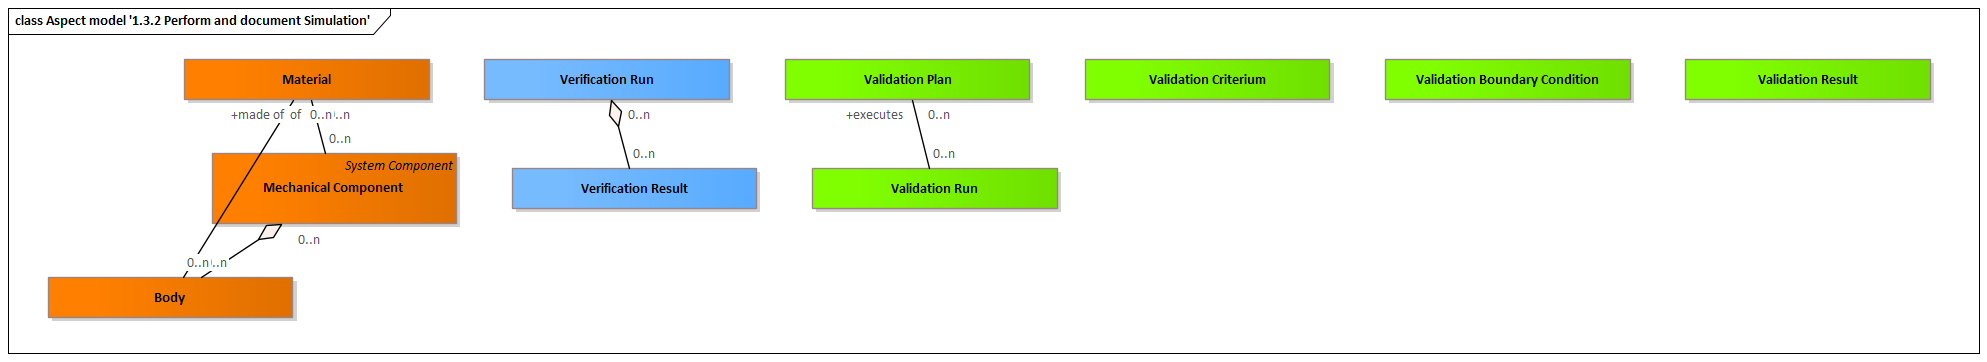 class Aspect model '1.3.2 Perform and document Simulation'
Material
Verification Run
Validation Plan
Validation Criterium
Validation Boundary Condition
Validation Result
+made of of 0..n ..n
0..n
+executes 0..n
0..n
0..n
0..n
System Component
Mechanical Component
Verification Result
Validation Run
0..n
0..n ..n
Body